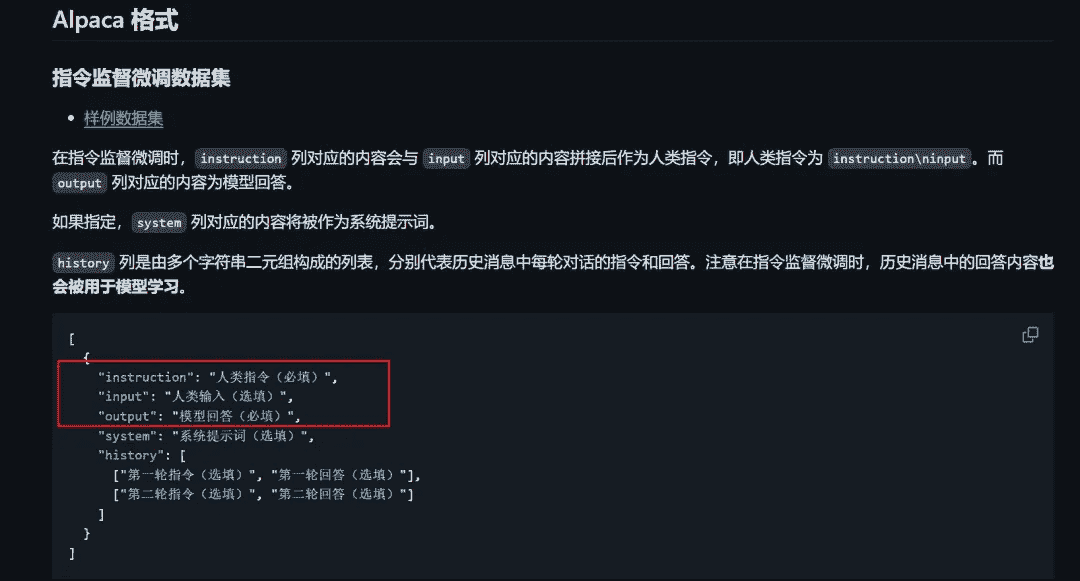 Alpaca 格式
指令监督微调数据集
样例数据集
在指令监督微调时， instruction 列对应的内容会与 input 列对应的内容拼接后作为人类指令，即人类指令为 instruction\ninput 。而
output 列对应的内容为模型回答。
如果指定， system 列对应的内容将被作为系统提示词。
history 列是由多个字符串二元组构成的列表，分别代表历史消息中每轮对话的指令和回答。注意在指令监督微调时，历史消息中的回答内容也
会被用于模型学习。
[
{
"instruction": "人类指令（必填）",
"input": "人类输入（选填）",
"output": "模型回答（必填）",
"system": "系统提示词（选填）",
"history": [
["第一轮指令（选填）", "第一轮回答（选填）"],
["第二轮指令（选填）", "第二轮回答（选填）"]
]
}
]